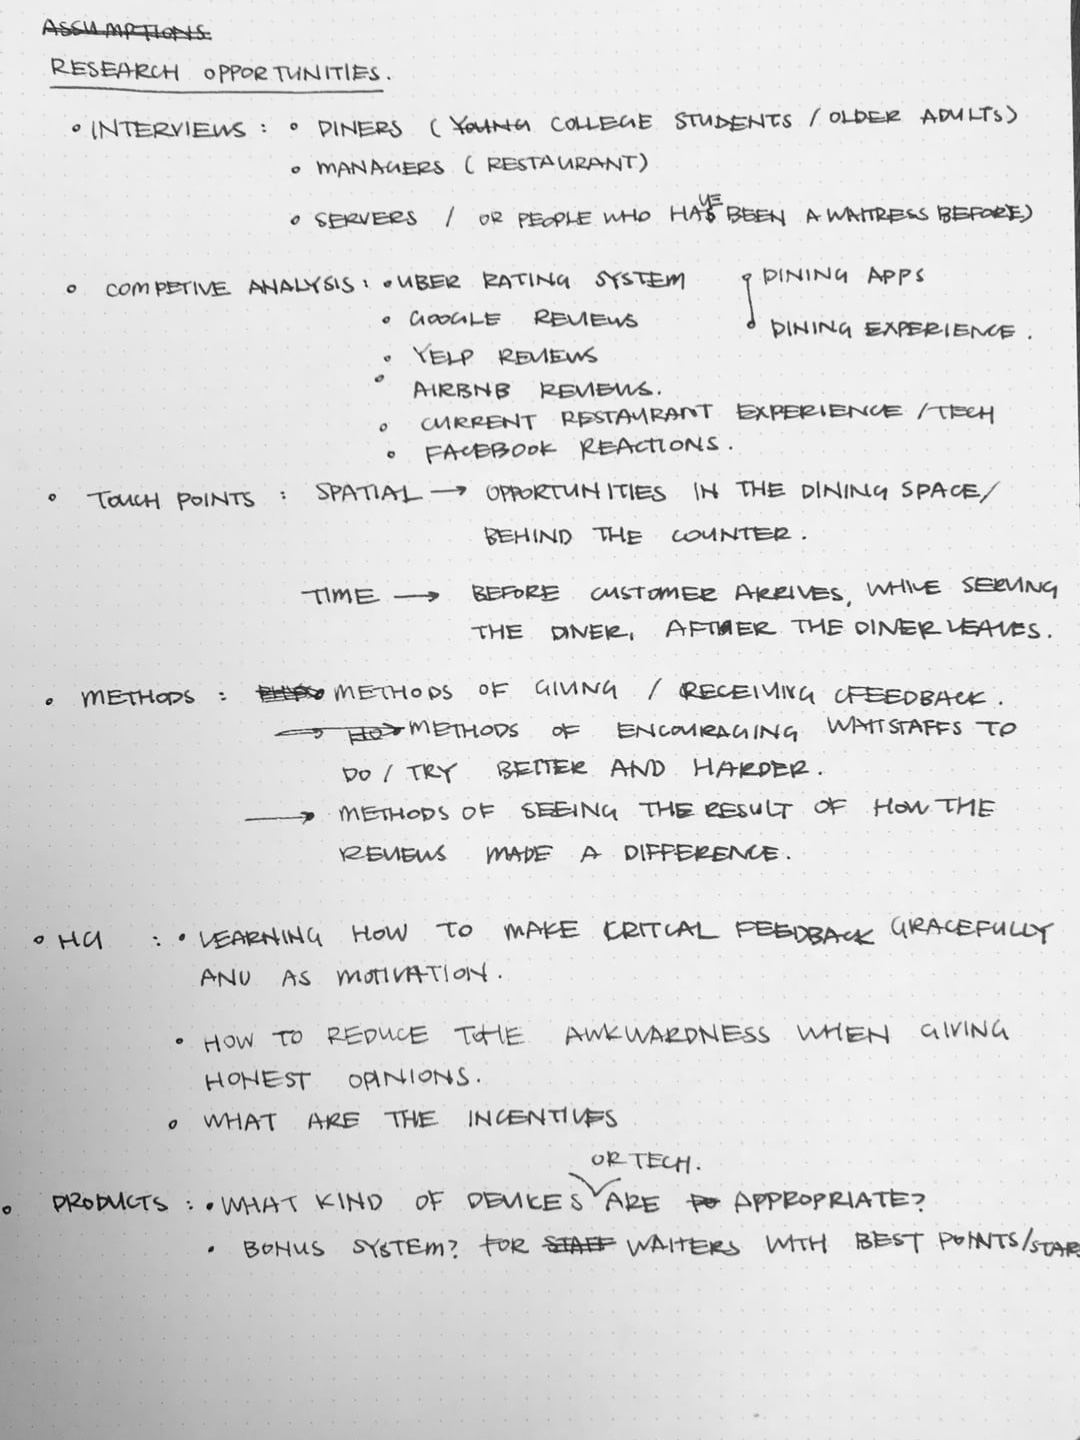 ASSUMPTIONS
RESEARCH OPPORTUNITIES.
• INTERVIEWS : • DINERS ( YOUNG COLLEGE STUDENTS / OLDER ADULTS)
• MANAGERS ( RESTAURANT)
• SERVERS / OR PEOPLE WHO HAVE BEEN A WAITRESS BEFORE)
• COMPETIVE ANALYSIS : • UBER RATING SYSTEM • DINING APPS
• GOOGLE REVIEWS • DINING EXPERIENCE .
• YELP REVIEWS
• AIRBNB REVIEWS.
• CURRENT RESTAURANT EXPERIENCE / TECH
• FACEBOOK REACTIONS .
• TOUCH POINTS : SPATIAL → OPPORTUNITIES IN THE DINING SPACE/
BEHIND THE COUNTER .
TIME → BEFORE CUSTOMER ARRIVES, WHILE SERVING
THE DINER, AFTER THE DINER LEAVES .
• METHODS : METHODS OF GIVING / RECEIVING FEEDBACK .
→ METHODS OF ENCOURAGING WAITSTAFFS TO
DO / TRY BETTER AND HARDER .
→ METHODS OF SEEING THE RESULT OF HOW THE
REVIEWS MADE A DIFFERENCE .
• HCI : • LEARNING HOW TO MAKE CRITCAL FEEDBACK GRACEFULLY
AND AS MOTIVATION .
• HOW TO REDUCE THE AWKWARDNESS WHEN GIVING
HONEST OPINIONS .
• WHAT ARE THE INCENTIVES
OR TECH .
• PRODUCTS : • WHAT KIND OF DEVICES ARE APPROPRIATE?
• BONUS SYSTEM? FOR STAFF WAITERS WITH BEST POINTS/STAR